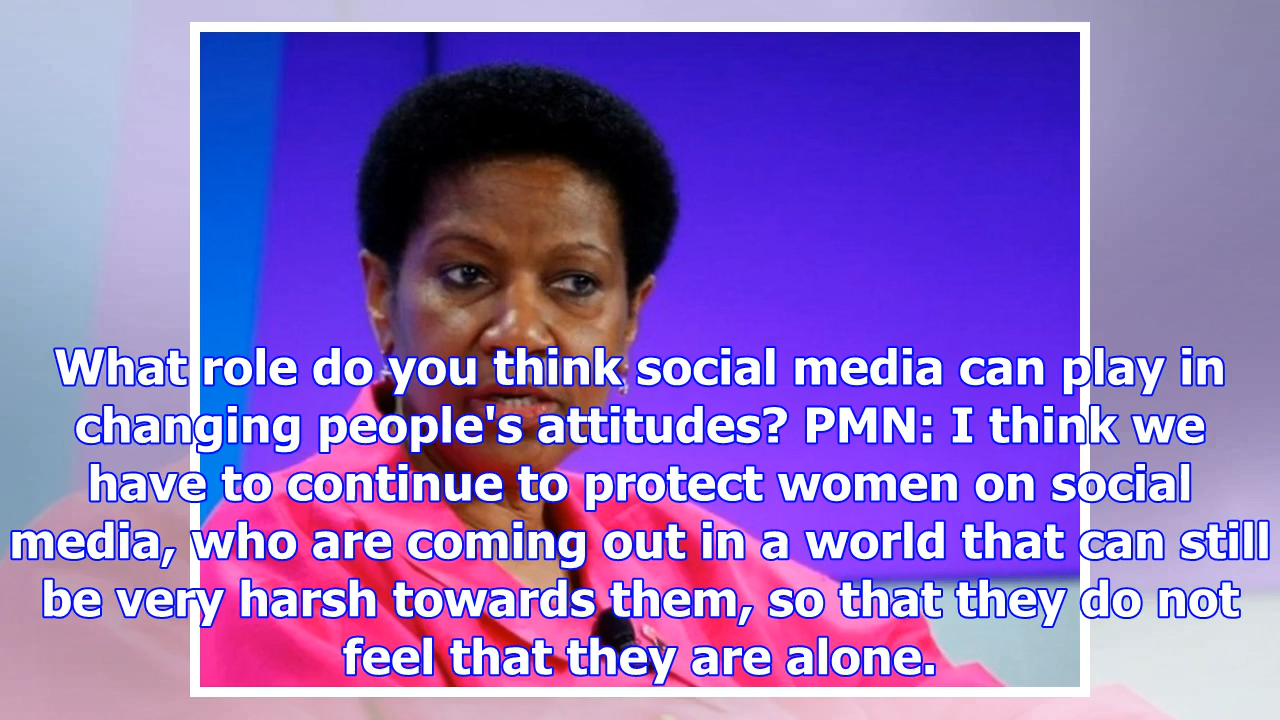 What role do you think social media can play in
changing people's attitudes? PMN: I think we
have to continue to protect women on social
media, who are coming out in a world that can still
be very harsh towards them, so that they do not
feel that they are alone.